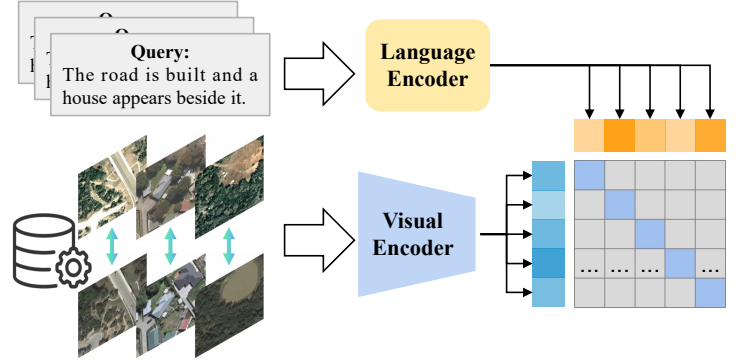 Query:
The road is built and a
house appears beside it.
Language
Encoder
Visual
Encoder
... ... ... ... ...